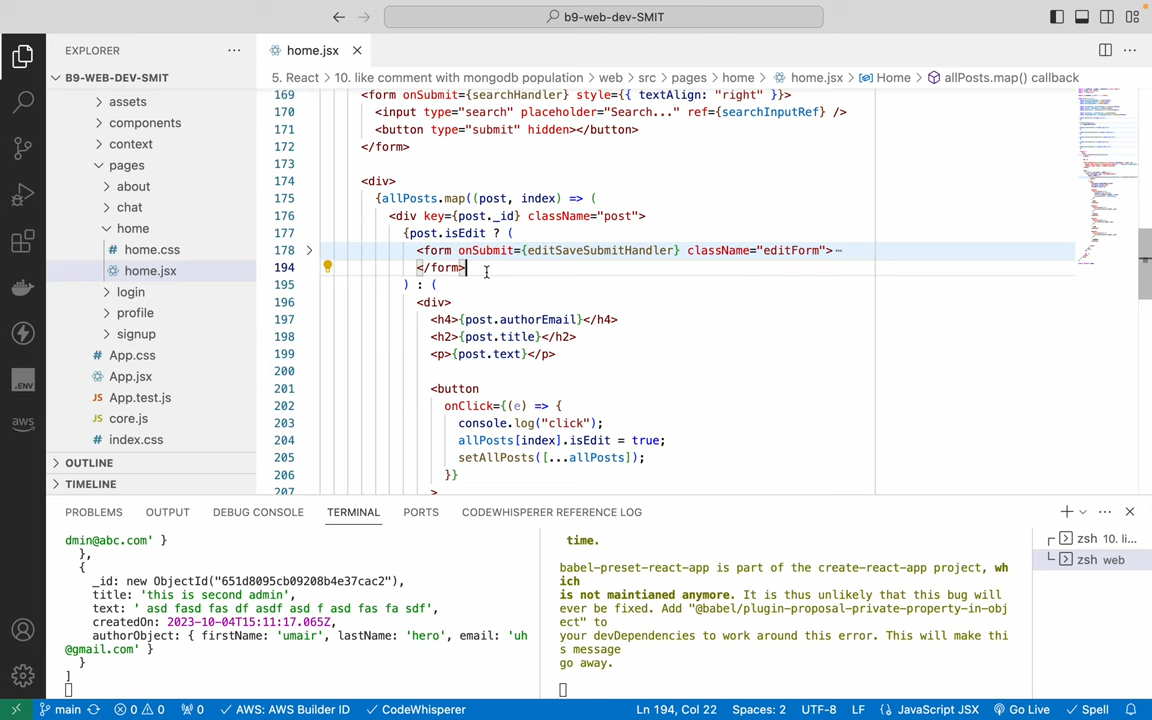 b9-web-dev-SMIT
EXPLORER
home.jsx
B9-WEB-DEV-SMIT
5. React > 10. like comment with mongodb population > web > src > pages > home > home.jsx > Home > allPosts.map() callback
assets
components
context
pages
about
chat
home
home.css
home.jsx
login
profile
signup
App.css
App.jsx
JS App.test.js
JS core.js
index.css
OUTLINE
TIMELINE
.ENV
aws
169 <form onSubmit={searchHandler} style={{ textAlign: "right" }}>
170 <input type="search" placeholder="Search..." ref={searchInputRef} />
171 <button type="submit" hidden></button>
172 </form>
173
174 <div>
175 {allPosts.map((post, index) => (
176 <div key={post._id} className="post">
177 {post.isEdit ? (
178 <form onSubmit={editSaveSubmitHandler} className="editForm">
194 </form>
195 ) : (
196 <div>
197 <h4>{post.authorEmail}</h4>
198 <h2>{post.title}</h2>
199 <p>{post.text}</p>
200
201 <button
202 onClick={(e) => {
203 console.log("click");
204 allPosts[index].isEdit = true;
205 setAllPosts([...allPosts]);
206 }}
207 >
PROBLEMS OUTPUT DEBUG CONSOLE TERMINAL PORTS CODEWHISPERER REFERENCE LOG
dmin@abc.com' }
},
{
_id: new ObjectId("651d8095cb09208b4e37cac2"),
title: 'this is second admin',
text: ' asd fasd fas df asdf asd f asd fas fa sdf',
createdOn: 2023-10-04T15:11:17.065Z,
authorObject: { firstName: 'umair', lastName: 'hero', email: 'uh
@gmail.com' }
}
]
time.
babel-preset-react-app is part of the create-react-app project, wh
ich
is not maintianed anymore. It is thus unlikely that this bug will
ever be fixed. Add "@babel/plugin-proposal-private-property-in-obj
ect" to
your devDependencies to work around this error. This will make thi
s message
go away.
zsh 10. li...
zsh web
main 0 0 0 AWS: AWS Builder ID CodeWhisperer Ln 194, Col 22 Spaces: 2 UTF-8 LF {} JavaScript JSX Go Live Spell